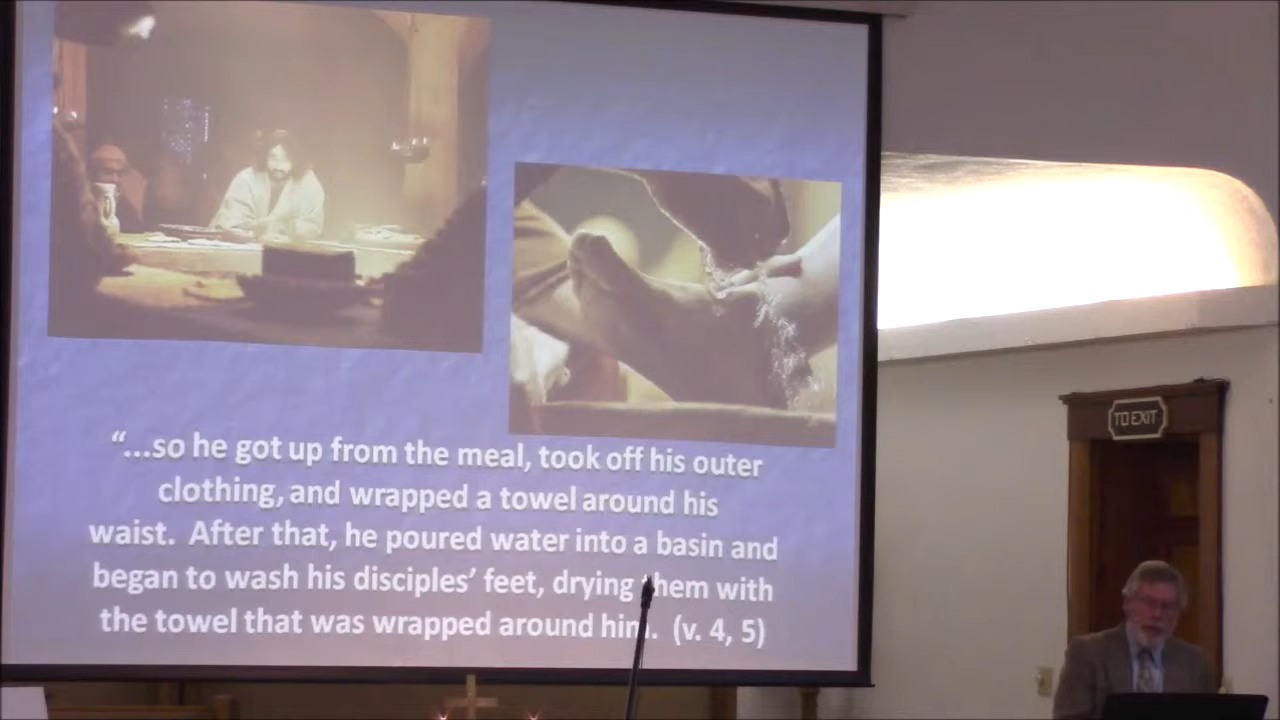 TO EXIT
“...so he got up from the meal, took off his outer
clothing, and wrapped a towel around his
waist.  After that, he poured water into a basin and
began to wash his disciples’ feet, drying them with
the towel that was wrapped around him.  (v. 4, 5)